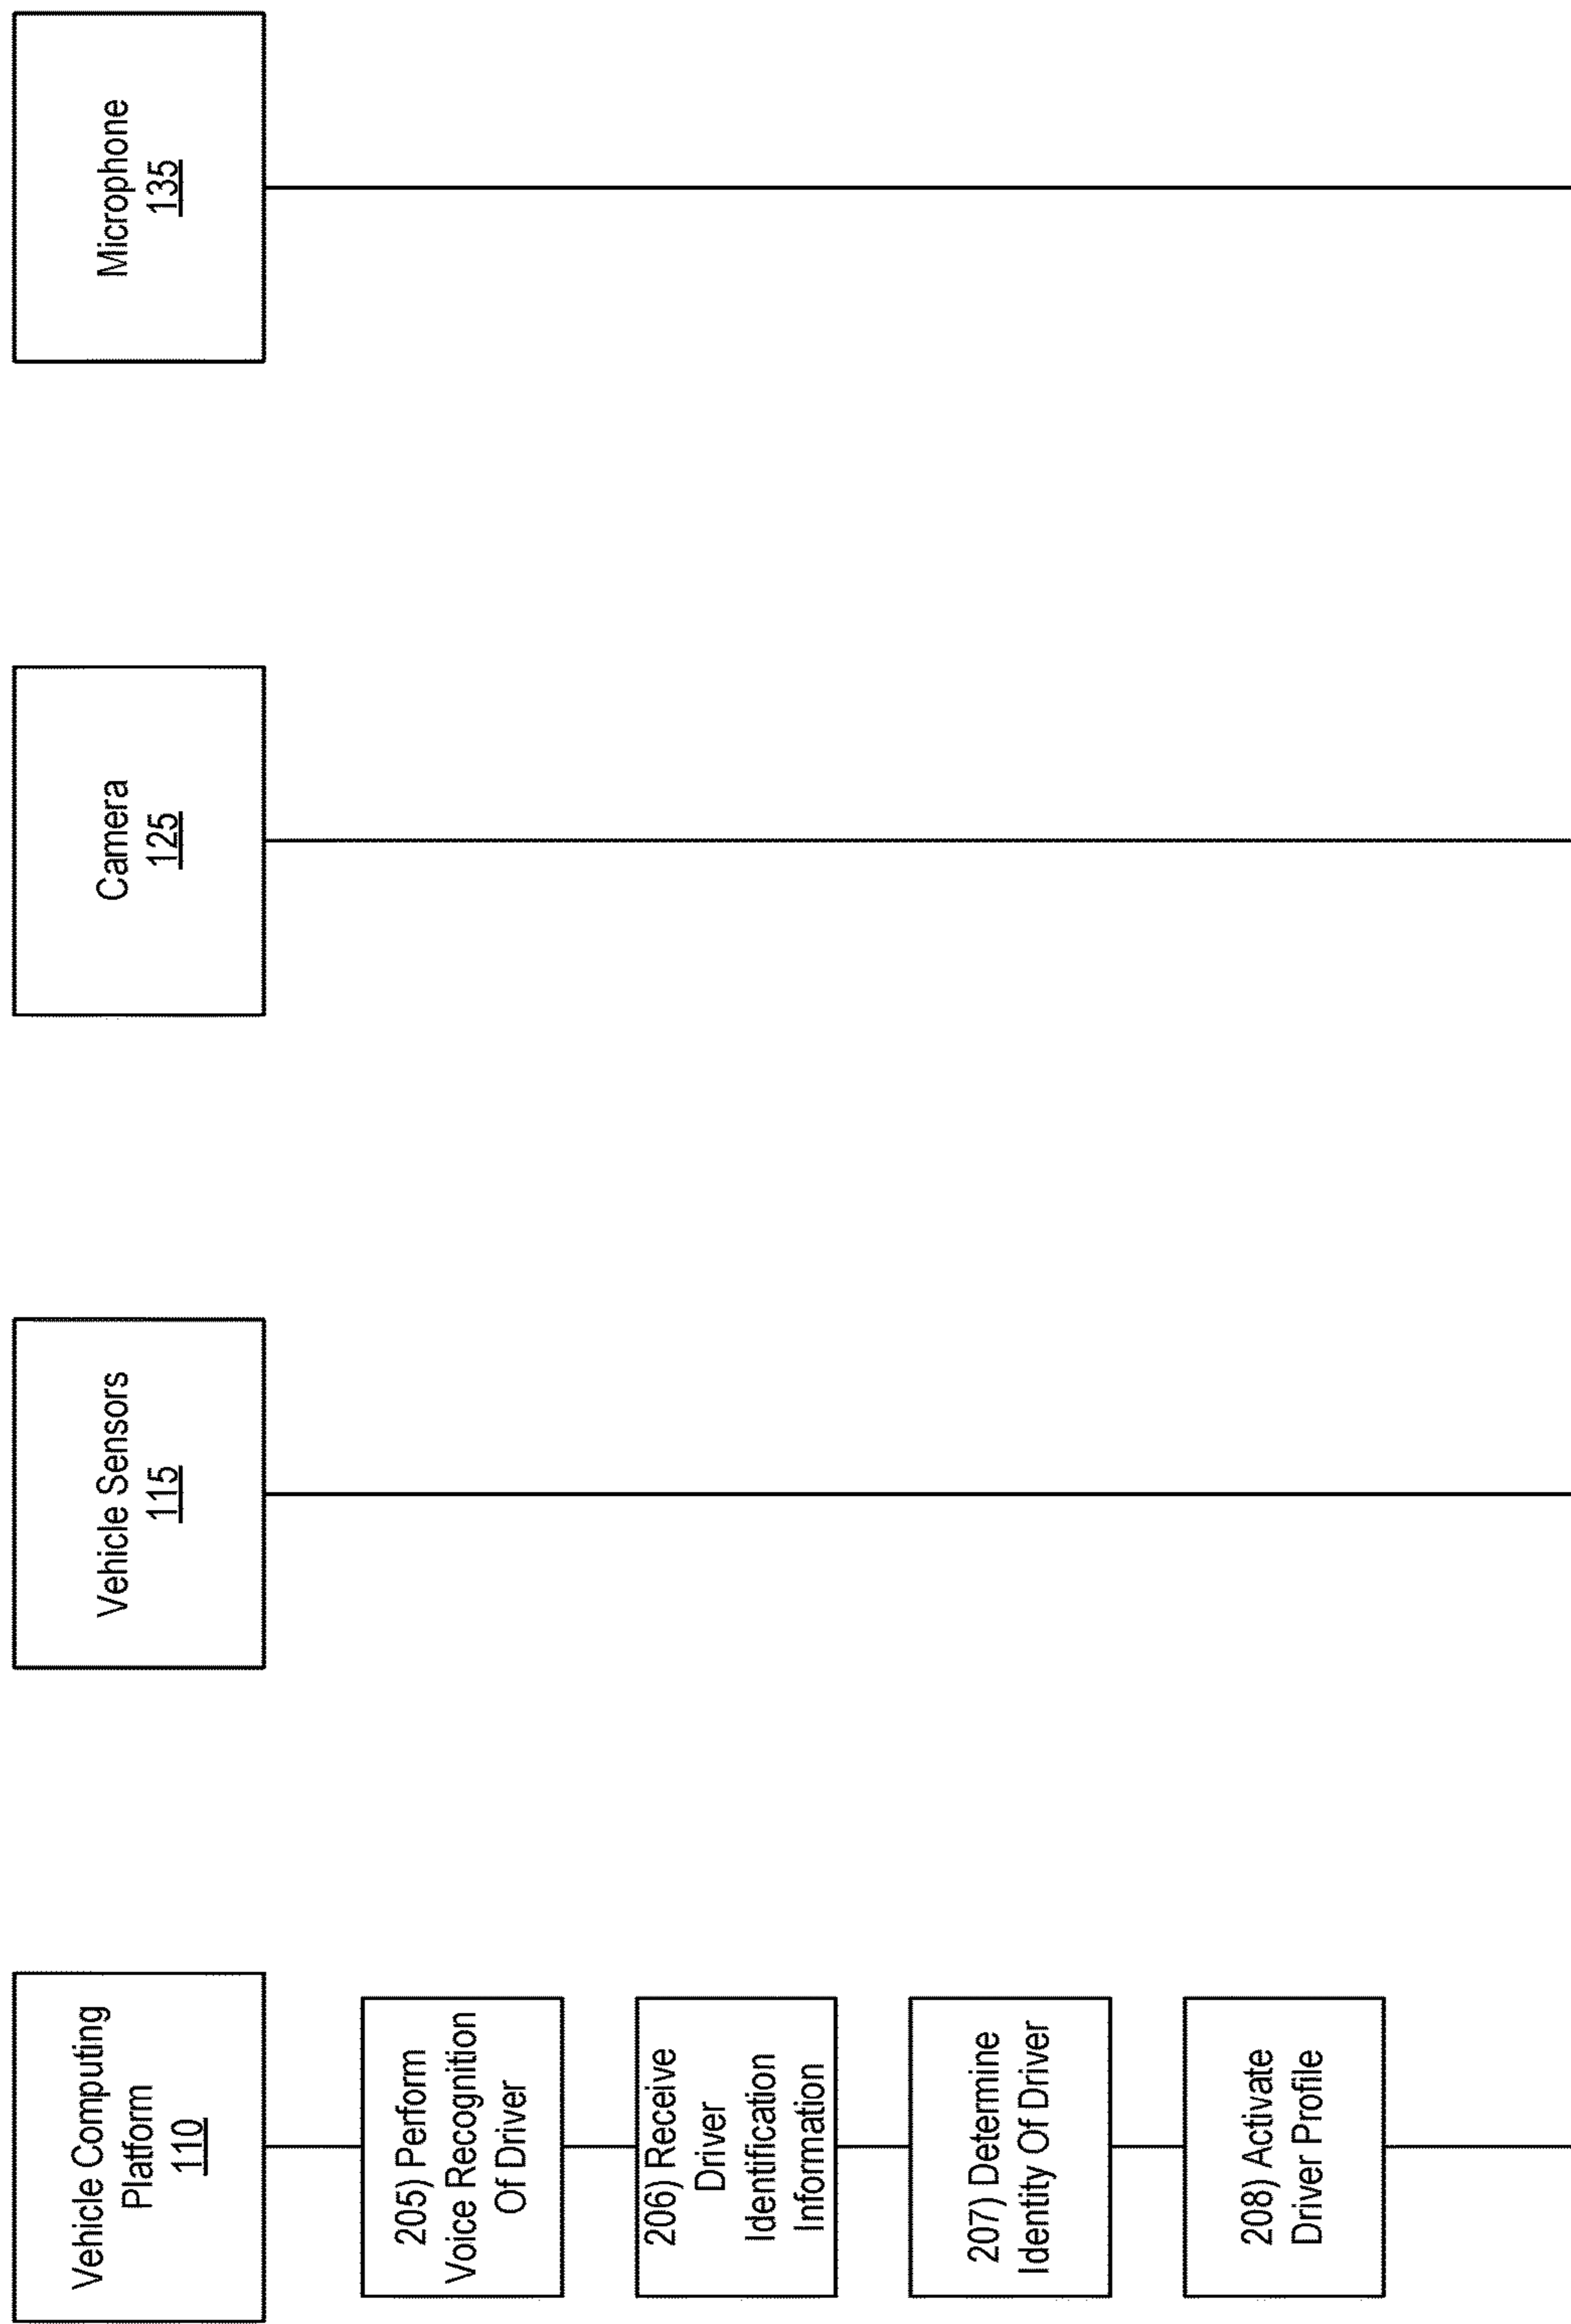 Vehicle Computing
Platform
110
Vehicle Sensors
115
Camera
125
Microphone
135
205) Perform
Voice Recognition
Of Driver
206) Receive
Driver
Identification
Information
207) Determine
Identity Of Driver
208) Activate
Driver Profile